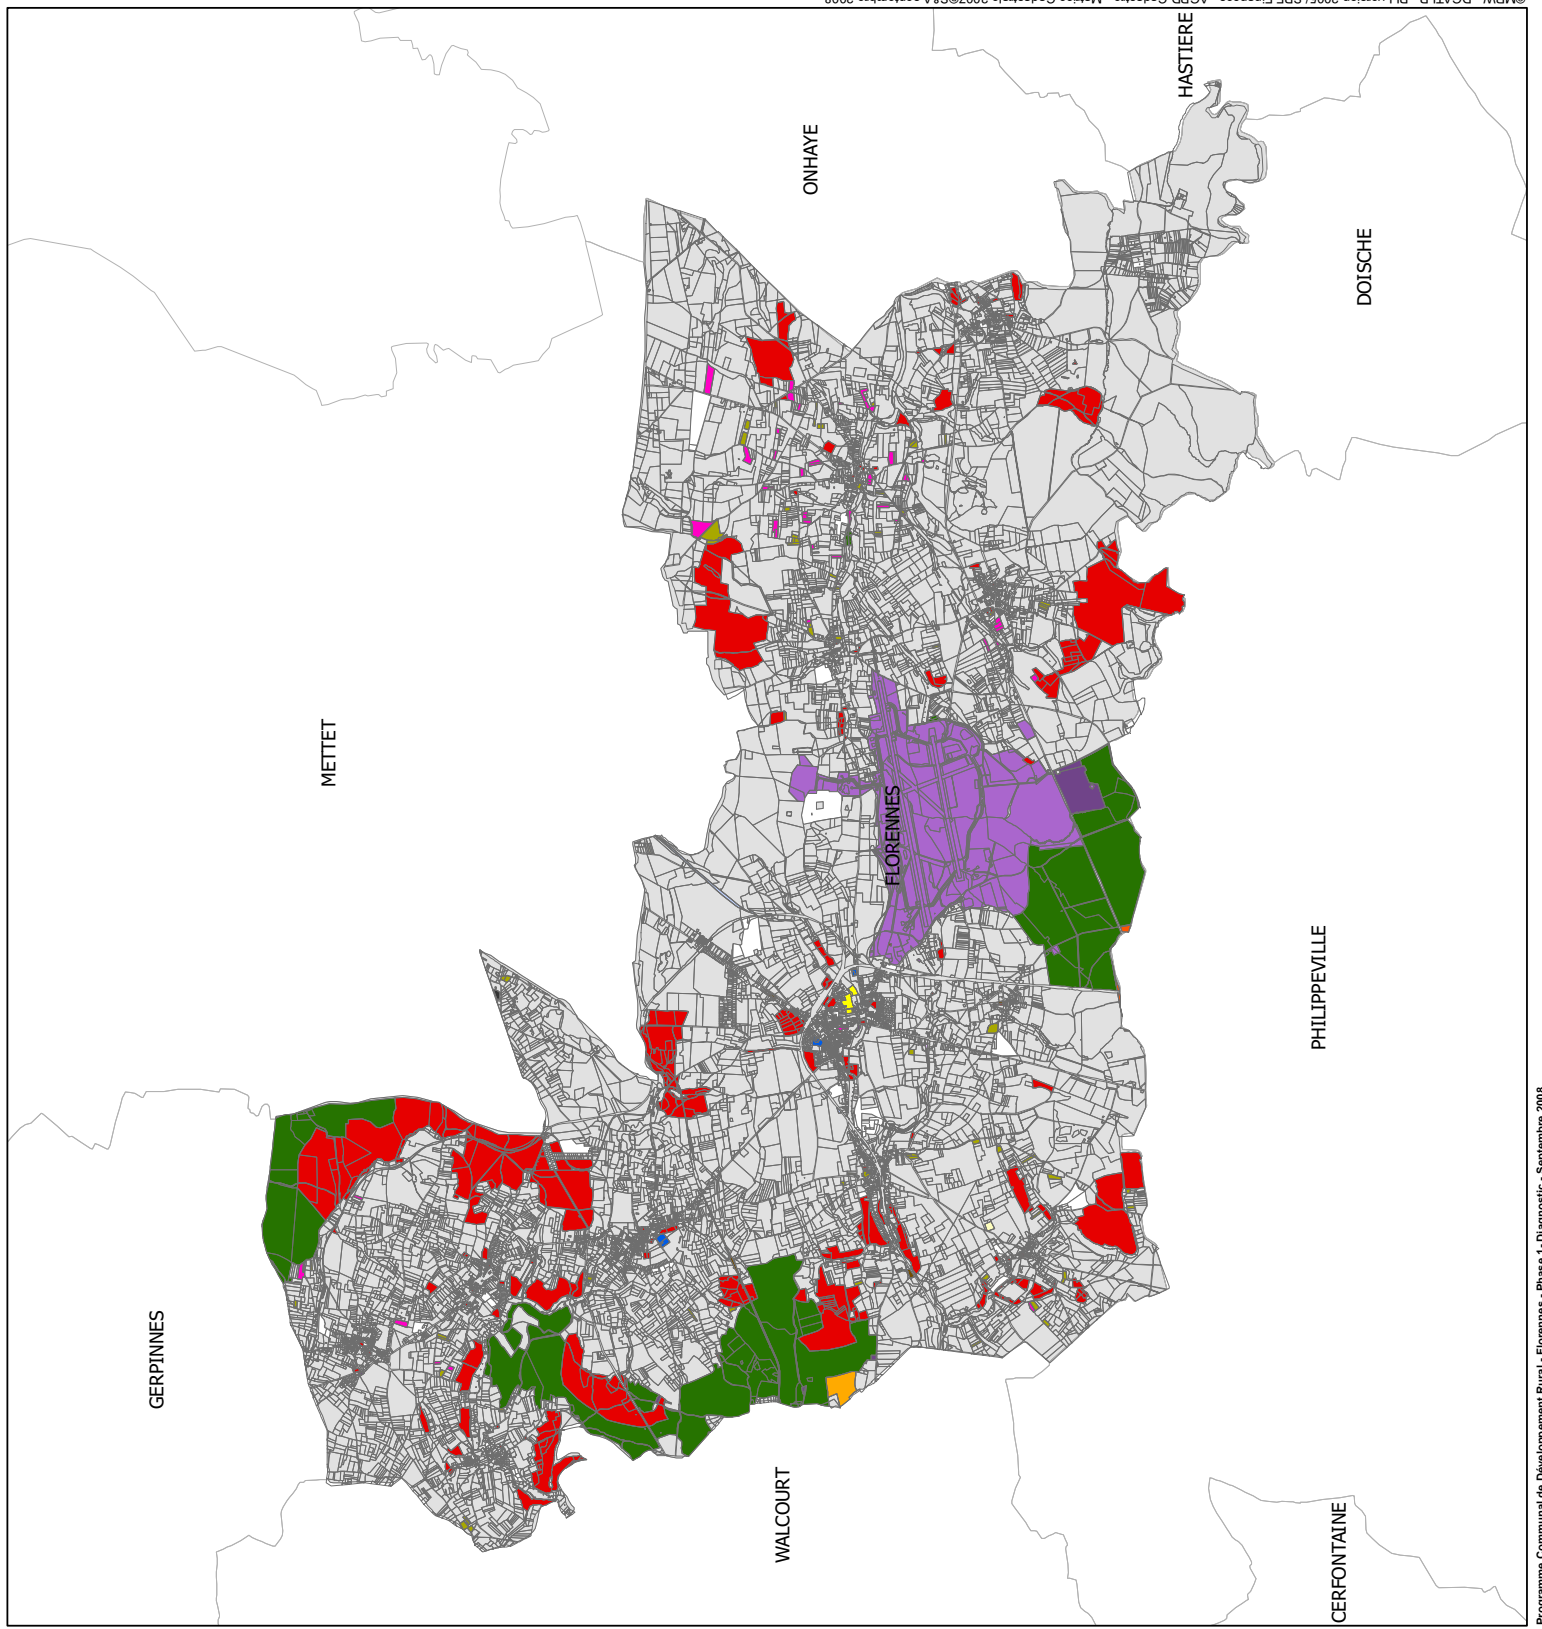 GERPINNES
METTET
ONHAYE
HASTIERE
WALCOURT
FLORENNES
DOISCHE
PHILIPPEVILLE
CERFONTAINE
Programme Communal de Développement Rural - Florennes - Phase 1- Diagnostic - Septembre 2008